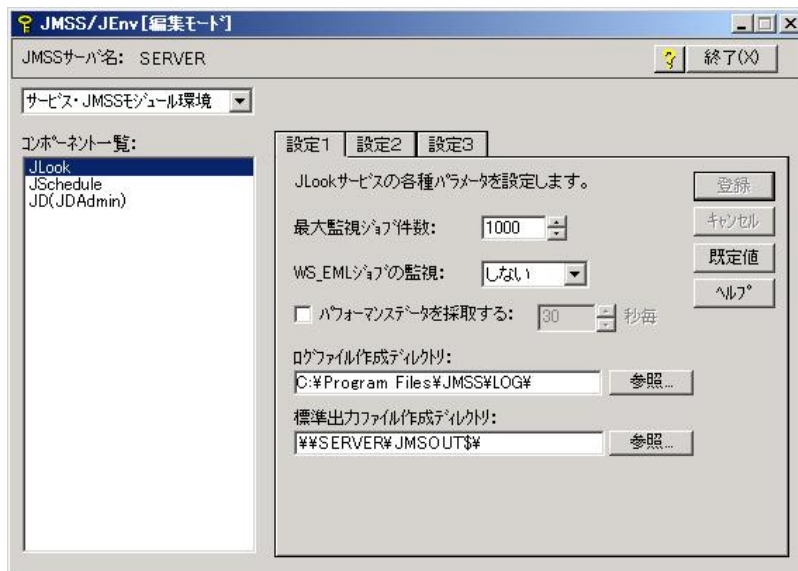 JMSS/JEnv[編集ﾓｰﾄﾞ]
JMSSサーバ名: SERVER
終了(X)
サービス・JMSSモジュール環境
コンポーネント一覧:
JLook
JSchedule
JD(JDAdmin)
設定1 設定2 設定3
JLookサービスの各種パラメータを設定します。
登録
最大監視ジョブ件数: 1000
キャンセル
既定値
WS_EMLジョブの監視: しない
ヘルプ
パフォーマンスデータを採取する: 30 秒毎
ログファイル作成ディレクトリ:
C:¥Program Files¥JMSS¥LOG¥ 参照...
標準出力ファイル作成ディレクトリ:
¥¥SERVER¥JMSOUT$¥ 参照...